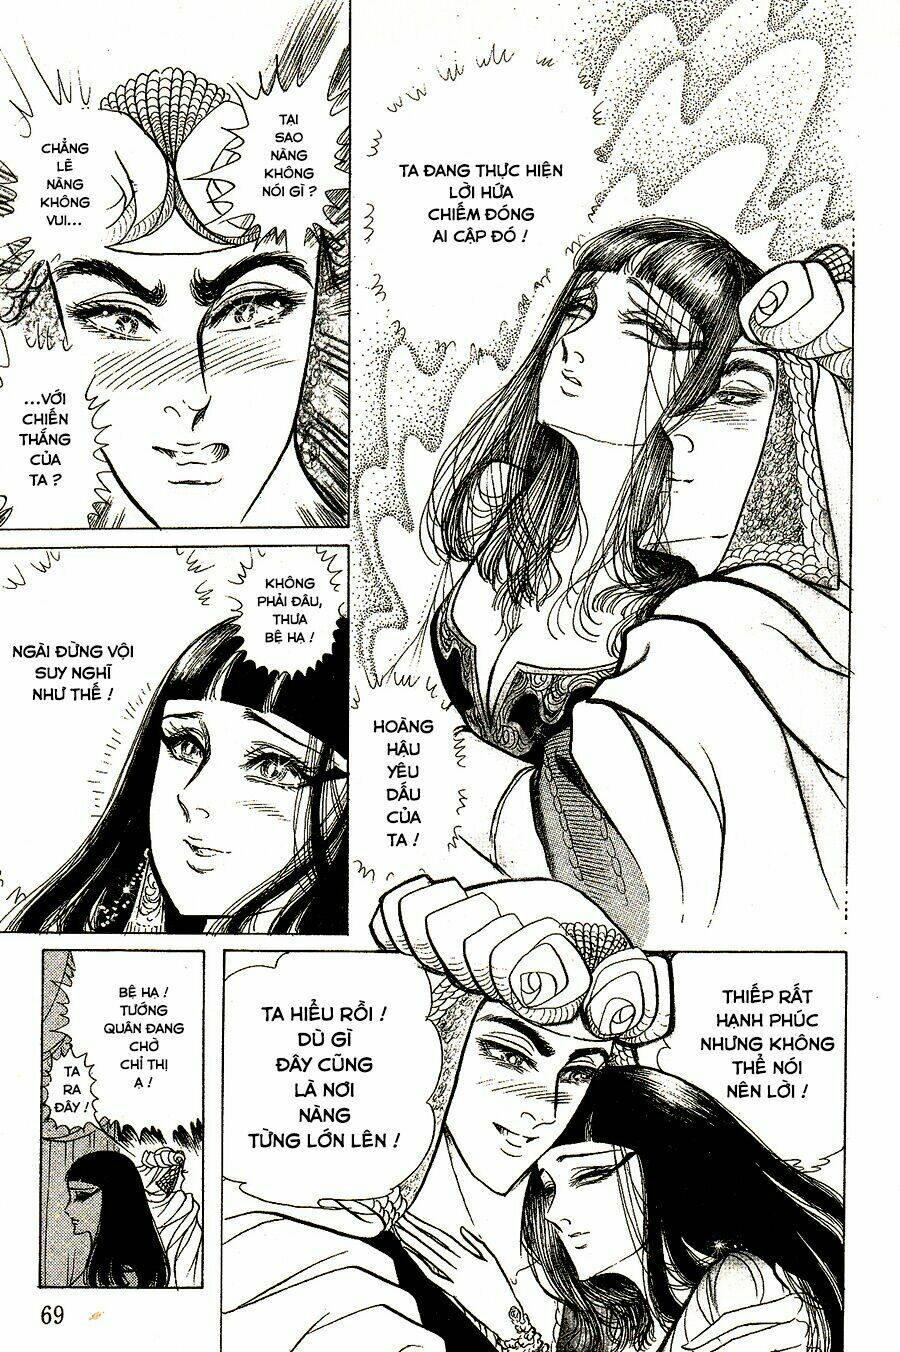 TA ĐANG THỰC HIỆN
LỜI HỨA
CHIẾM ĐÓNG
AI CẬP ĐÓ !
HOÀNG
HẬU
YÊU
DẤU
CỦA
TA !
TẠI
SAO
NÀNG
KHÔNG
NÓI GÌ ?
CHẲNG
LẼ
NÀNG
KHÔNG
VUI...
...VỚI
CHIẾN
THẮNG
CỦA
TA ?
KHÔNG
PHẢI ĐÂU,
THƯA
BỆ HẠ !
NGÀI ĐỪNG VỘI
SUY NGHĨ
NHƯ THẾ !
THIẾP RẤT
HẠNH PHÚC
NHƯNG KHÔNG
THỂ NÓI
NÊN LỜI !
TA HIỂU RỒI !
DÙ GÌ
ĐÂY CŨNG
LÀ NƠI
NÀNG
TỪNG LỚN LÊN !
BỆ HẠ !
TƯỚNG
QUÂN ĐANG
CHỜ
CHỈ THỊ
Ạ !
TA
RA
ĐÂY !
69